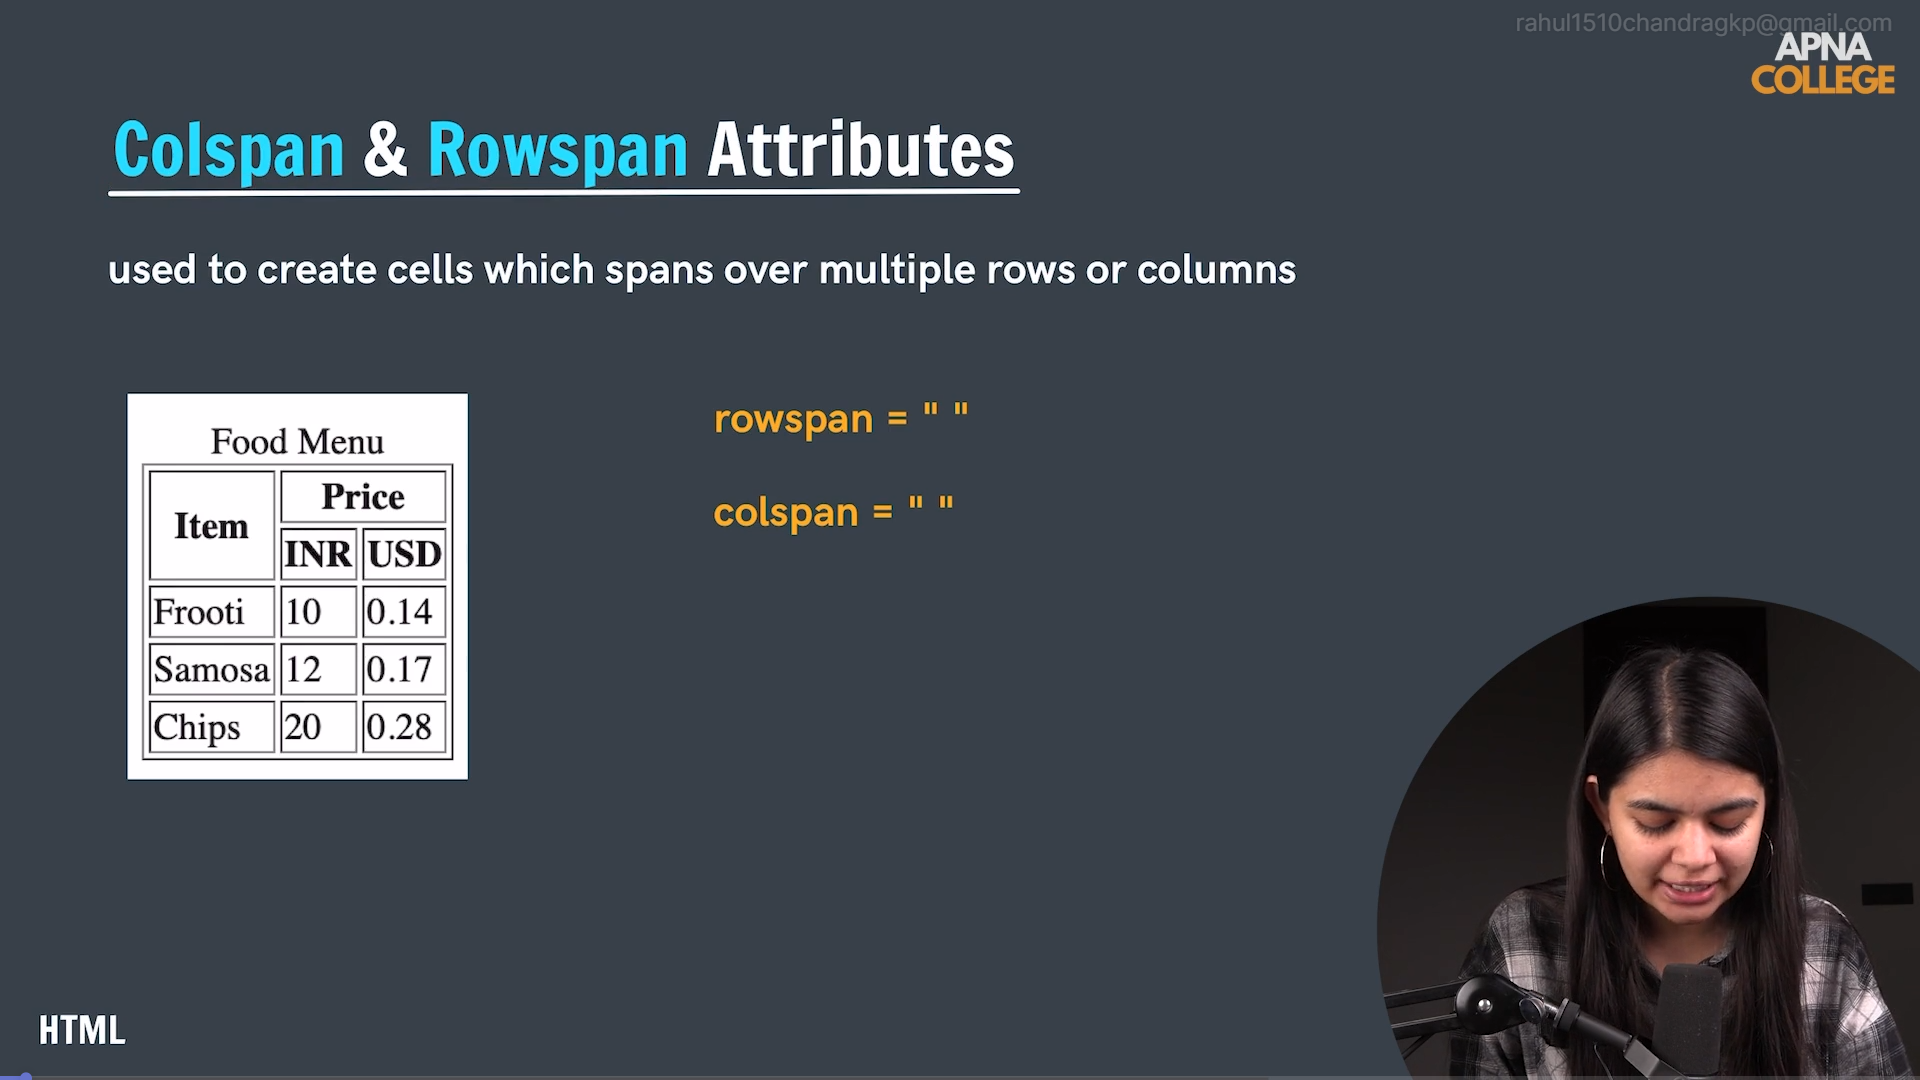 rahul1510chandragkp@gmail.com
APNA
COLLEGE
Colspan & Rowspan Attributes
used to create cells which spans over multiple rows or columns
Food Menu
Item Price
INR USD
Frooti 10 0.14
Samosa 12 0.17
Chips 20 0.28
rowspan = " "
colspan = " "
HTML